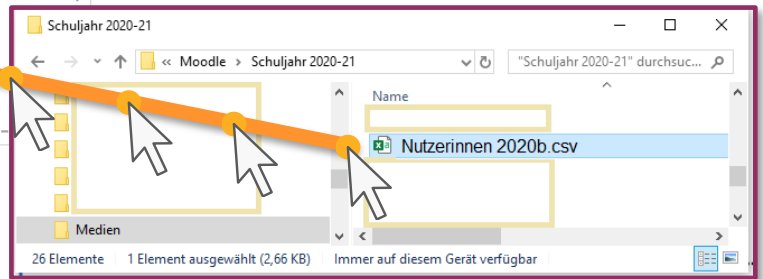 Schuljahr 2020-21
« Moodle > Schuljahr 2020-21
"Schuljahr 2020-21" durchsuc...
Name
Nutzerinnen 2020b.csv
Medien
26 Elemente 1 Element ausgewählt (2,66 KB) Immer auf diesem Gerät verfügbar